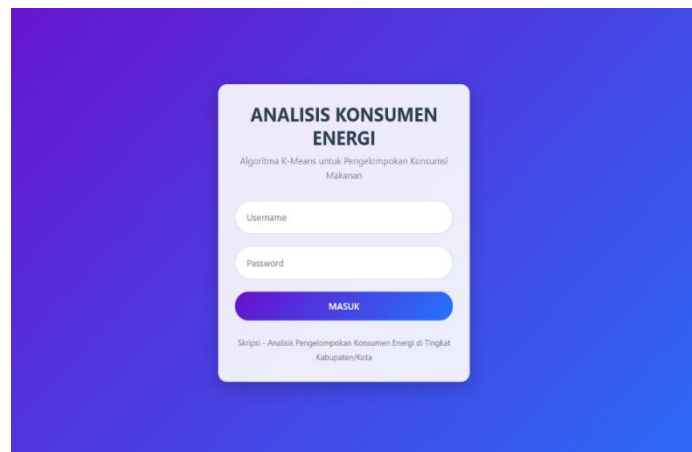 ANALISIS KONSUMEN
ENERGI
Algoritma K-Means untuk Pengelompokan Konsumsi
Makanan
Username
Password
MASUK
Skripsi - Analisis Pengelompokan Konsumen Energi di Tingkat
Kabupaten/Kota